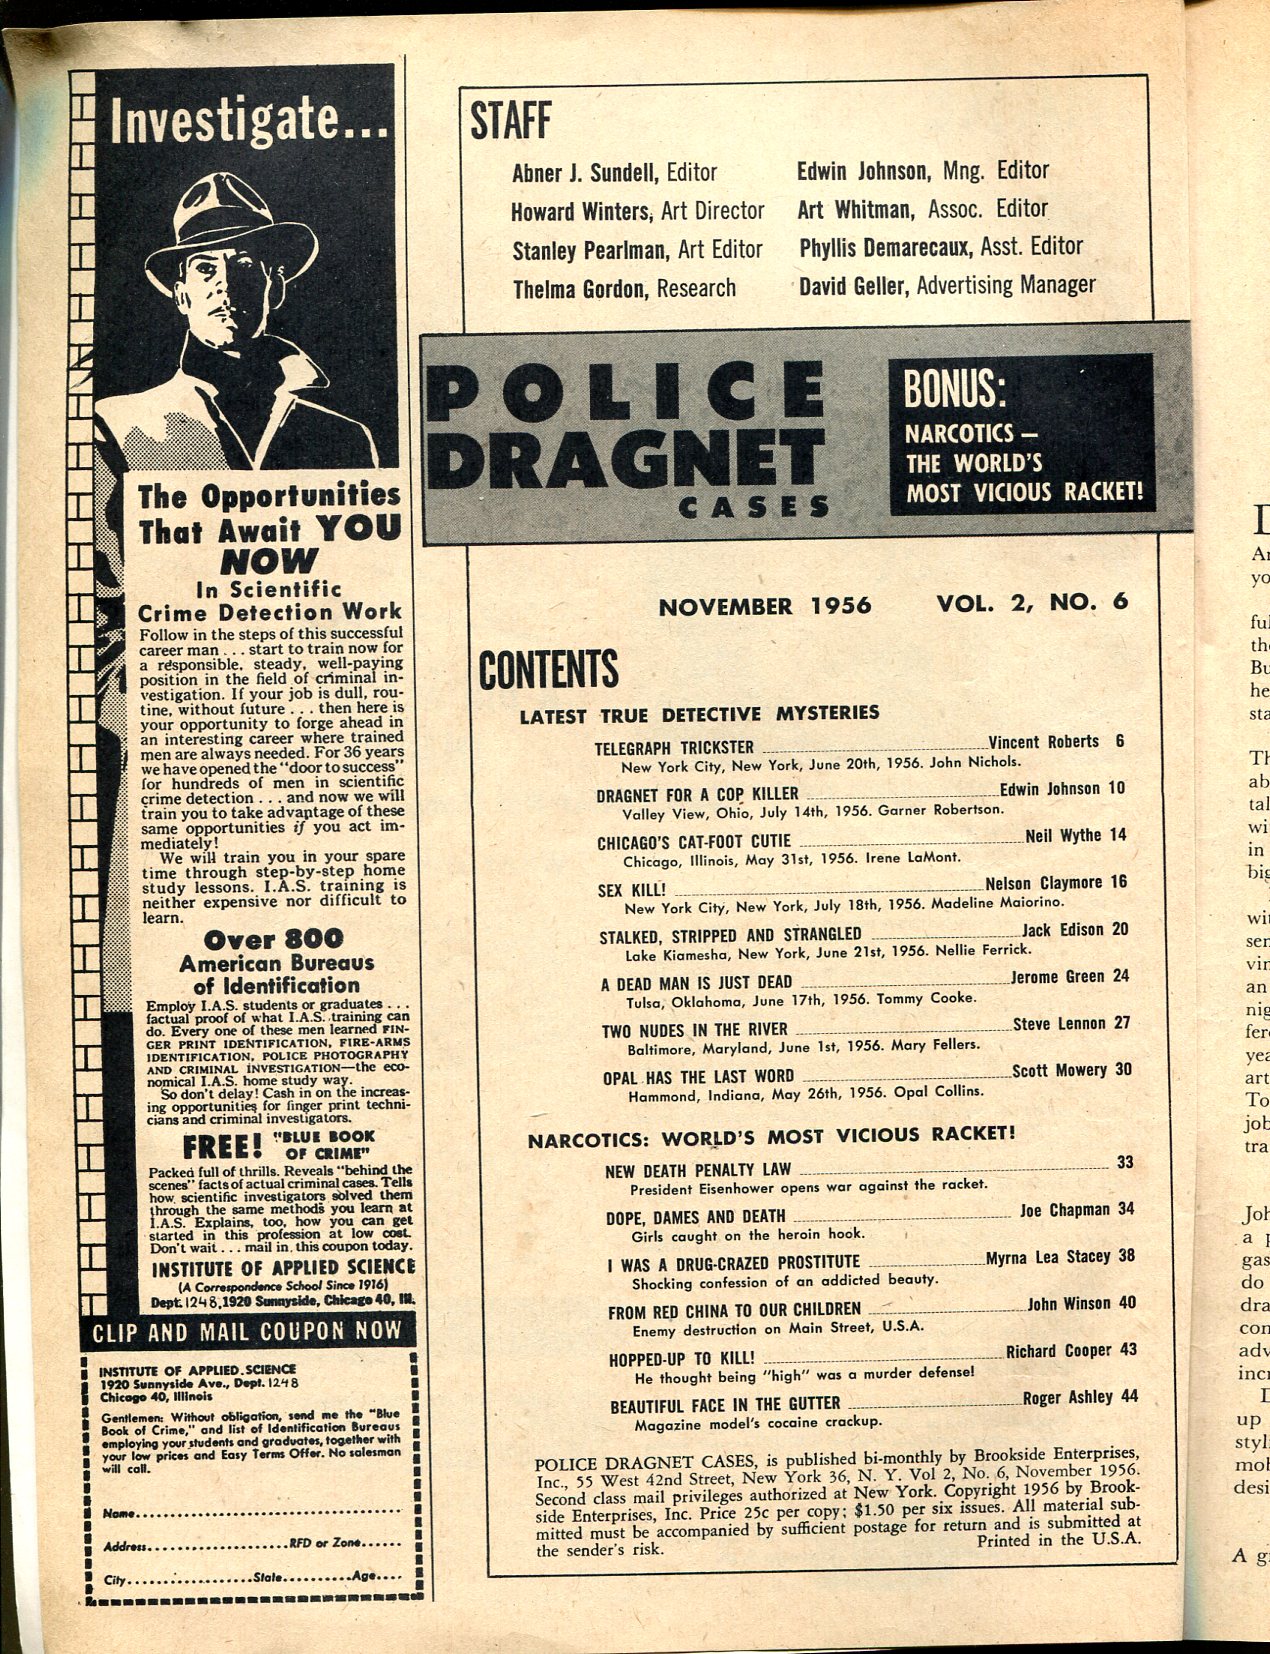 Investigate...
The Opportunities
That Await YOU
NOW
In Scientific
Crime Detection Work
Follow in the steps of this successful
career man . . . start to train now for
a responsible, steady, well-paying
position in the field of criminal in-
vestigation. If your job is dull, rou-
tine, without future . . . then here is
your opportunity to forge ahead in
an interesting career where trained
men are always needed. For 36 years
we have opened the "door to success"
for hundreds of men in scientific
crime detection . . . and now we will
train you to take advantage of these
same opportunities if you act im-
mediately!
We will train you in your spare
time through step-by-step home
study lessons. I.A.S. training is
neither expensive nor difficult to
learn.
Over 800
American Bureaus
of Identification
Employ I.A.S. students or graduates . . .
factual proof of what I.A.S. training can
do. Every one of these men learned FIN-
GER PRINT IDENTIFICATION, FIRE-ARMS
IDENTIFICATION, POLICE PHOTOGRAPHY
AND CRIMINAL INVESTIGATION—the eco-
nomical I.A.S. home study way.
So don't delay! Cash in on the increas-
ing opportunities for finger print techni-
cians and criminal investigators.
FREE! "BLUE BOOK
OF CRIME"
Packed full of thrills. Reveals "behind the
scenes" facts of actual criminal cases. Tells
how scientific investigators solved them
through the same methods you learn at
I.A.S. Explains, too, how you can get
started in this profession at low cost.
Don't wait . . . mail in this coupon today.
INSTITUTE OF APPLIED SCIENCE
(A Correspondence School Since 1916)
Dept. 1248, 1920 Sunnyside, Chicago 40, Ill.
CLIP AND MAIL COUPON NOW
INSTITUTE OF APPLIED SCIENCE
1920 Sunnyside Ave., Dept. 1248
Chicago 40, Illinois
Gentlemen: Without obligation, send me the "Blue
Book of Crime," and list of Identification Bureaus
employing your students and graduates, together with
your low prices and Easy Terms Offer. No salesman
will call.
Name
Address RFD or Zone
City State Age
STAFF
Abner J. Sundell, Editor
Howard Winters, Art Director
Stanley Pearlman, Art Editor
Thelma Gordon, Research
Edwin Johnson, Mng. Editor
Art Whitman, Assoc. Editor
Phyllis Demarecaux, Asst. Editor
David Geller, Advertising Manager
POLICE
DRAGNET
CASES
BONUS:
NARCOTICS –
THE WORLD'S
MOST VICIOUS RACKET!
NOVEMBER 1956 VOL. 2, NO. 6
CONTENTS
LATEST TRUE DETECTIVE MYSTERIES
TELEGRAPH TRICKSTER Vincent Roberts 6
New York City, New York, June 20th, 1956. John Nichols.
DRAGNET FOR A COP KILLER Edwin Johnson 10
Valley View, Ohio, July 14th, 1956. Garner Robertson.
CHICAGO'S CAT-FOOT CUTIE Neil Wythe 14
Chicago, Illinois, May 31st, 1956. Irene LaMont.
SEX KILL! Nelson Claymore 16
New York City, New York, July 18th, 1956. Madeline Maiorino.
STALKED, STRIPPED AND STRANGLED Jack Edison 20
Lake Kiamesha, New York, June 21st, 1956. Nellie Ferrick.
A DEAD MAN IS JUST DEAD Jerome Green 24
Tulsa, Oklahoma, June 17th, 1956. Tommy Cooke.
TWO NUDES IN THE RIVER Steve Lennon 27
Baltimore, Maryland, June 1st, 1956. Mary Fellers.
OPAL HAS THE LAST WORD Scott Mowery 30
Hammond, Indiana, May 26th, 1956. Opal Collins.
NARCOTICS: WORLD'S MOST VICIOUS RACKET!
NEW DEATH PENALTY LAW 33
President Eisenhower opens war against the racket.
DOPE, DAMES AND DEATH Joe Chapman 34
Girls caught on the heroin hook.
I WAS A DRUG-CRAZED PROSTITUTE Myrna Lea Stacey 38
Shocking confession of an addicted beauty.
FROM RED CHINA TO OUR CHILDREN John Winson 40
Enemy destruction on Main Street, U.S.A.
HOPPED-UP TO KILL! Richard Cooper 43
He thought being "high" was a murder defense!
BEAUTIFUL FACE IN THE GUTTER Roger Ashley 44
Magazine model's cocaine crackup.
POLICE DRAGNET CASES, is published bi-monthly by Brookside Enterprises,
Inc., 55 West 42nd Street, New York 36, N. Y. Vol 2, No. 6, November 1956.
Second class mail privileges authorized at New York. Copyright 1956 by Brook-
side Enterprises, Inc. Price 25c per copy; $1.50 per six issues. All material sub-
mitted must be accompanied by sufficient postage for return and is submitted at
the sender's risk. Printed in the U.S.A.